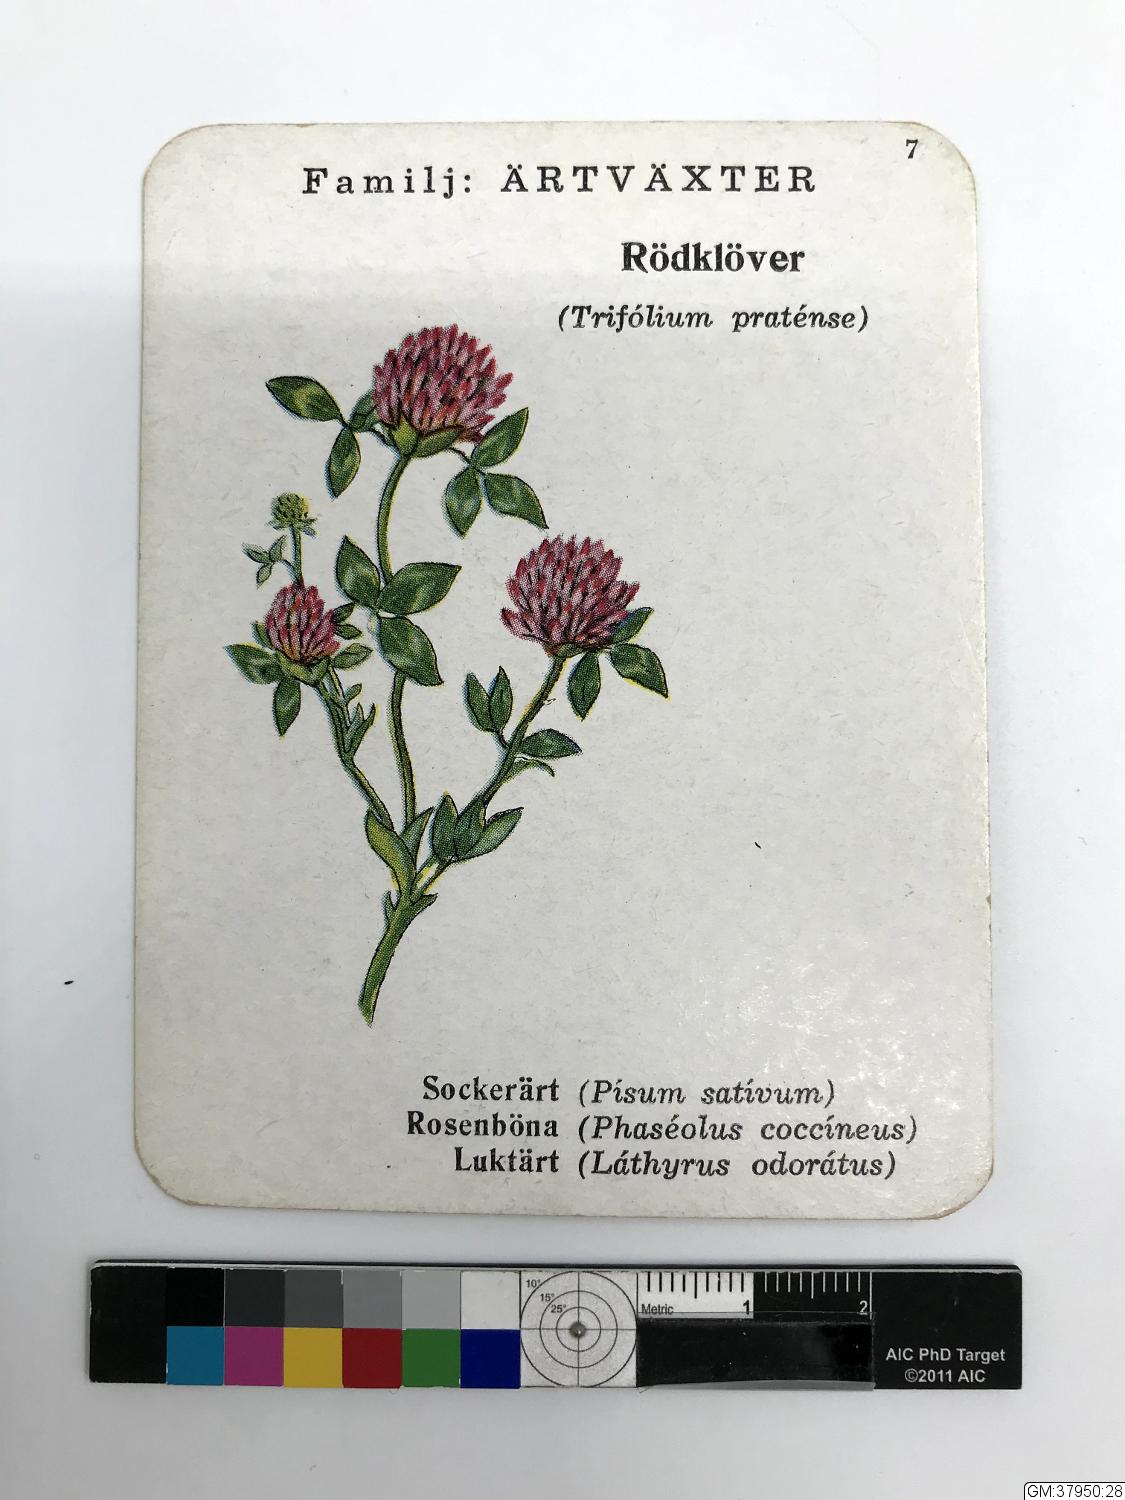 7
Familj: ÄRTVÄXTER
Rödklöver
(Trifólium praténse)
Sockerärt (Písum satívum)
Rosenböna (Phaséolus coccíneus)
Luktärt (Láthyrus odorátus)
10°
15°
25°
Metric 1 2
AIC PhD Target
©2011 AIC
GM:37950:28